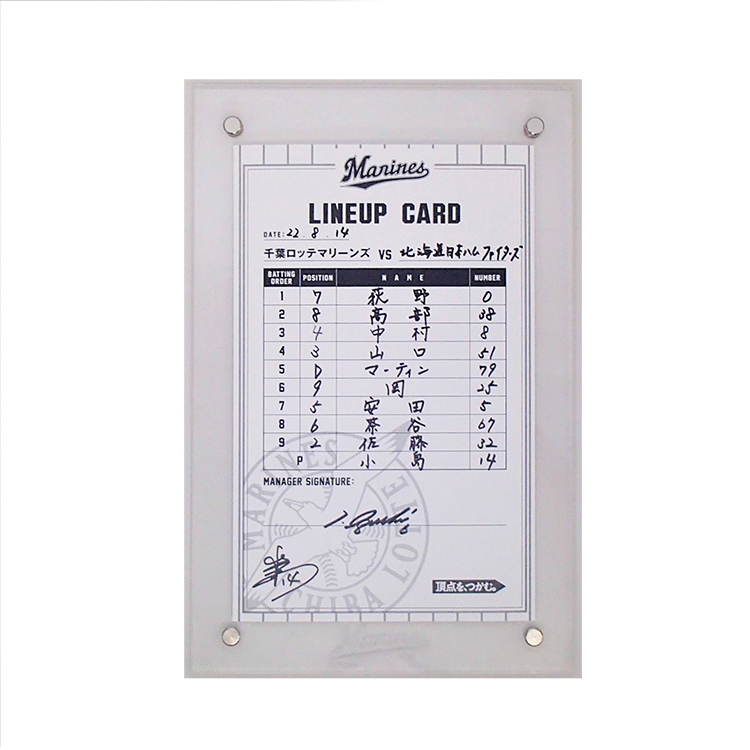 Marines
LINEUP CARD
DATE: 22.8.14
千葉ロッテマリーンズ VS 北海道日本ハムファイターズ
BATTING ORDER POSITION NAME NUMBER
1 7 荻野 0
2 8 髙部 38
3 4 中村 8
4 3 山口 51
5 D マーティン 79
6 9 岡 25
7 5 安田 5
8 6 茶谷 67
9 2 佐藤 32
P 小島 14
MANAGER SIGNATURE:
14
頂点を、つかむ。
MARINES
CHIBA LOTTE